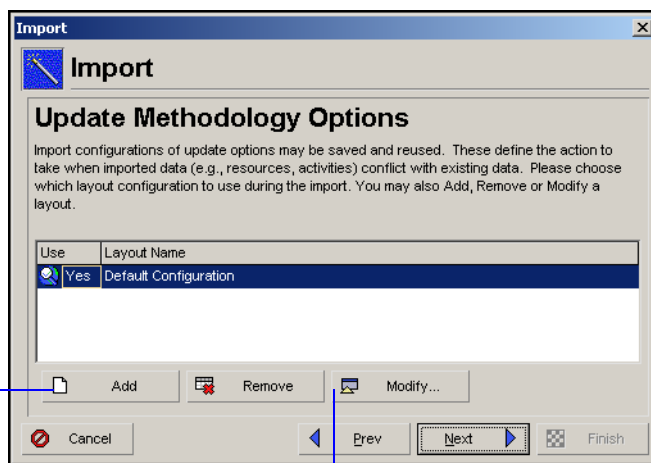 Import
Import
Update Methodology Options
Import configurations of update options may be saved and reused.  These define the action to
take when imported data (e.g., resources, activities) conflict with existing data.  Please choose
which layout configuration to use during the import. You may also Add, Remove or Modify a
layout.
Use Layout Name
Yes Default Configuration
Add Remove Modify...
Cancel Prev Next Finish